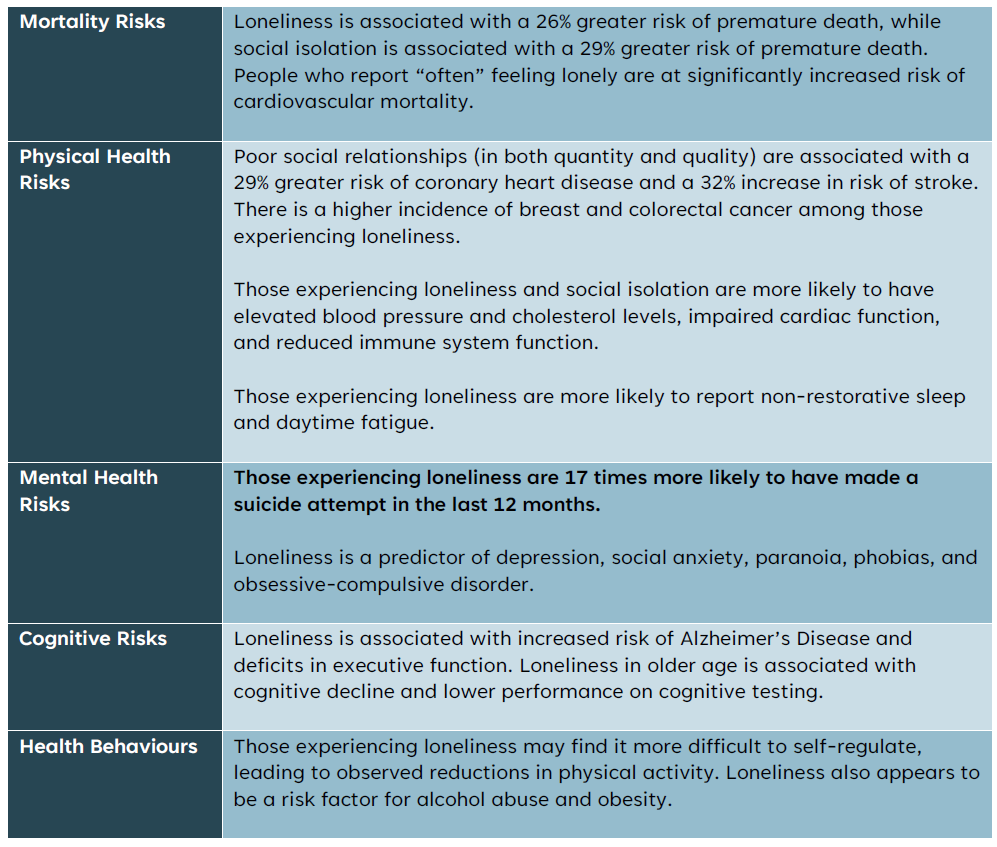 Mortality Risks
Loneliness is associated with a 26% greater risk of premature death, while
social isolation is associated with a 29% greater risk of premature death.
People who report “often” feeling lonely are at significantly increased risk of
cardiovascular mortality.
Physical Health
Risks
Poor social relationships (in both quantity and quality) are associated with a
29% greater risk of coronary heart disease and a 32% increase in risk of stroke.
There is a higher incidence of breast and colorectal cancer among those
experiencing loneliness.
Those experiencing loneliness and social isolation are more likely to have
elevated blood pressure and cholesterol levels, impaired cardiac function,
and reduced immune system function.
Those experiencing loneliness are more likely to report non-restorative sleep
and daytime fatigue.
Mental Health
Risks
Those experiencing loneliness are 17 times more likely to have made a
suicide attempt in the last 12 months.
Loneliness is a predictor of depression, social anxiety, paranoia, phobias, and
obsessive-compulsive disorder.
Cognitive Risks
Loneliness is associated with increased risk of Alzheimer’s Disease and
deficits in executive function. Loneliness in older age is associated with
cognitive decline and lower performance on cognitive testing.
Health Behaviours
Those experiencing loneliness may find it more difficult to self-regulate,
leading to observed reductions in physical activity. Loneliness also appears to
be a risk factor for alcohol abuse and obesity.